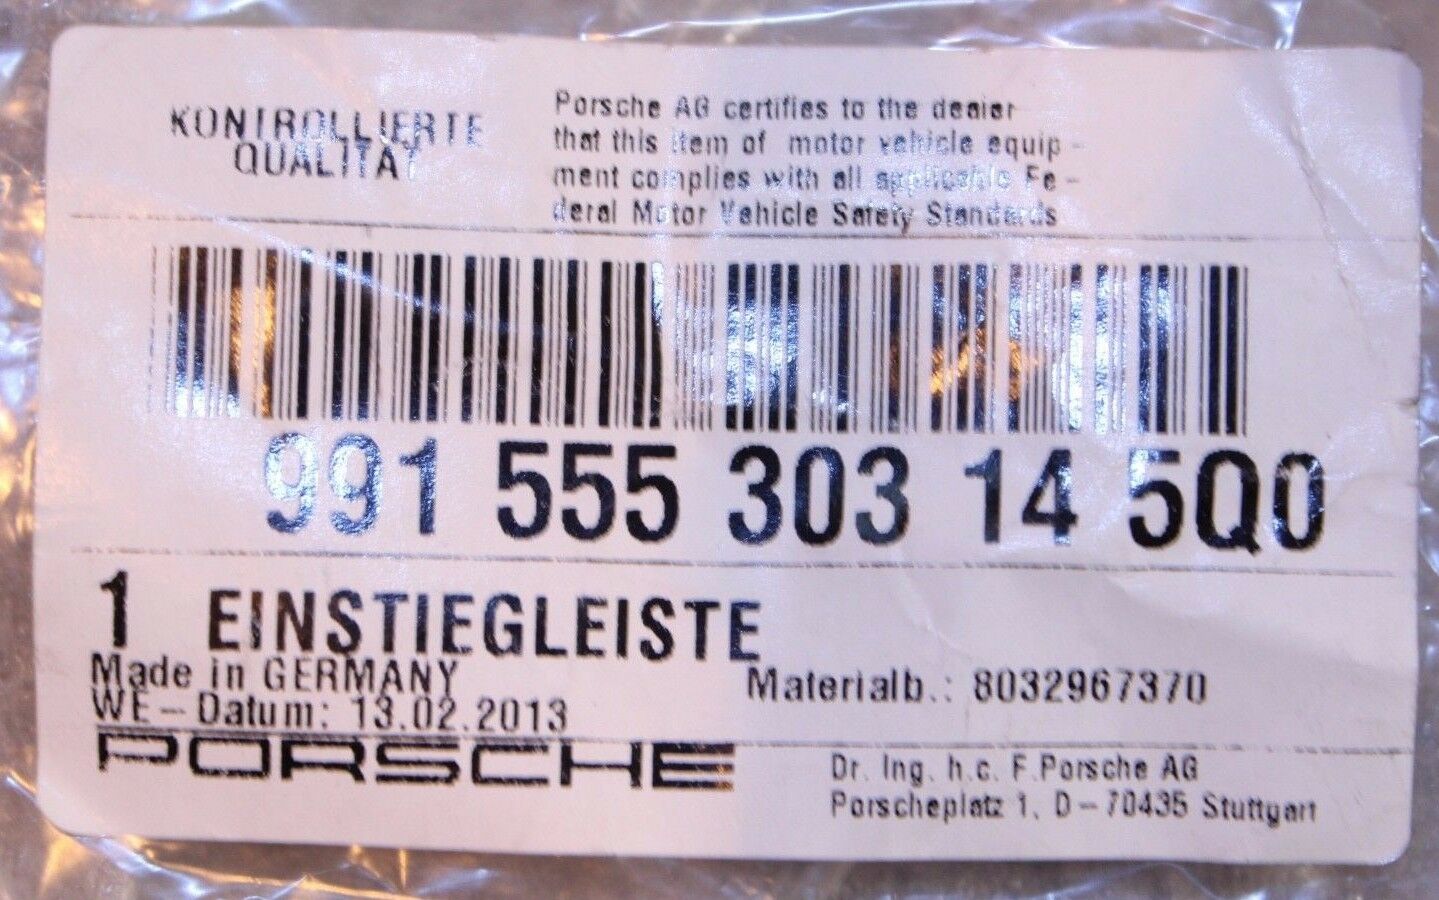 KONTROLLIERTE
QUALITÄT
Porsche AG certifies to the dealer
that this item of motor vehicle equip-
ment complies with all applicable Fe-
deral Motor Vehicle Safety Standards
991 555 303 14 5Q0
1 EINSTIEGLEISTE
Made in GERMANY
WE-Datum: 13.02.2013
Materialb.: 8032967370
PORSCHE
Dr. Ing. h.c. F.Porsche AG
Porscheplatz 1, D-70435 Stuttgart